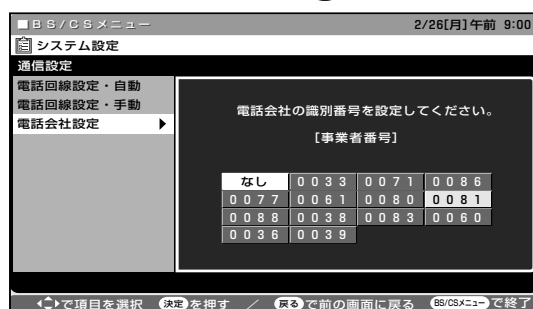 ■BS/CSメニュー 2/26[月]午前 9:00
システム設定
通信設定
電話回線設定・自動
電話回線設定・手動
電話会社設定 ▶
電話会社の識別番号を設定してください。
[事業者番号]
なし 0033 0071 0086
0077 0061 0080 0081
0088 0038 0083 0060
0036 0039
で項目を選択 決定を押す / 戻るで前の画面に戻る BS/CSメニューで終了